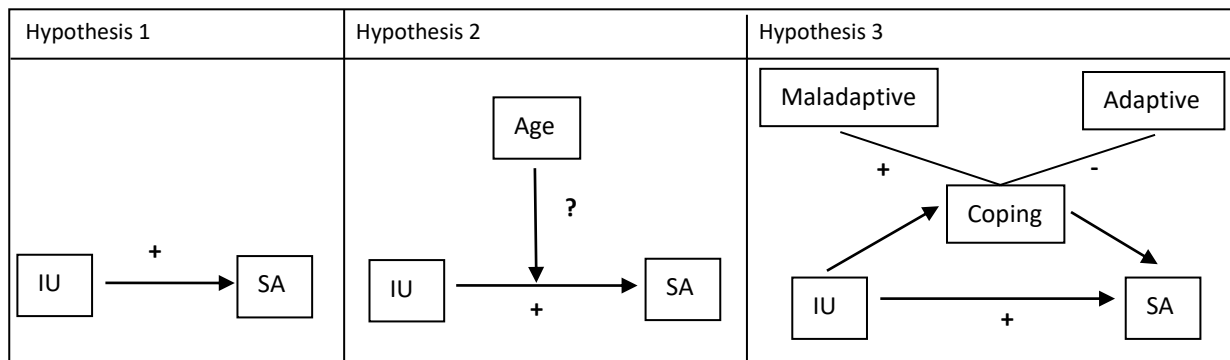 Hypothesis 1
IU
+
SA
Hypothesis 2
Age
?
IU
+
SA
Hypothesis 3
Maladaptive
Adaptive
+
-
Coping
IU
+
SA